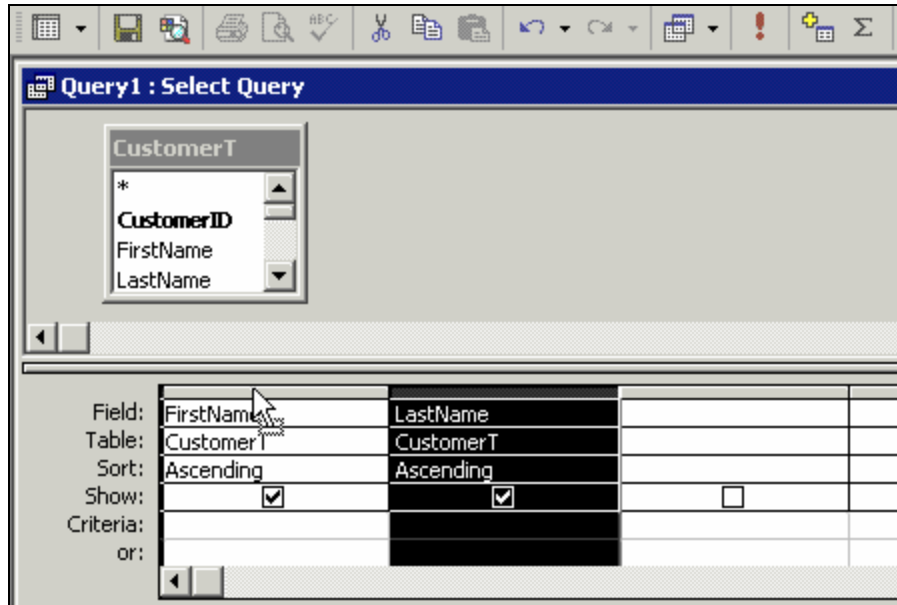 ABC
Σ
Query1 : Select Query
CustomerT
*
CustomerID
FirstName
LastName
Field: FirstName LastName
Table: CustomerT CustomerT
Sort: Ascending Ascending
Show:
Criteria:
or: